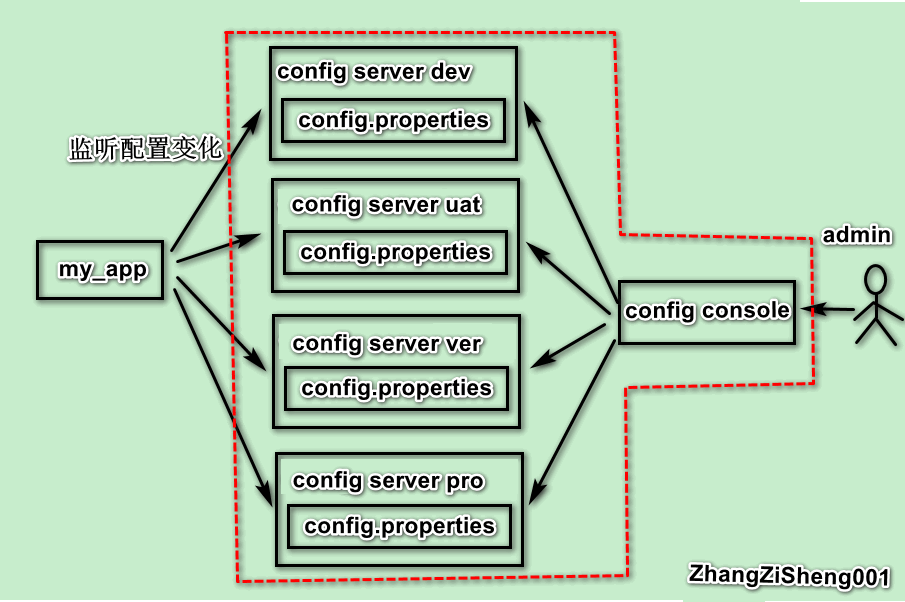 config server dev
config.properties
监听配置变化
config server uat
config.properties
admin
my_app
config console
config server ver
config.properties
config server pro
config.properties
ZhangZiSheng001